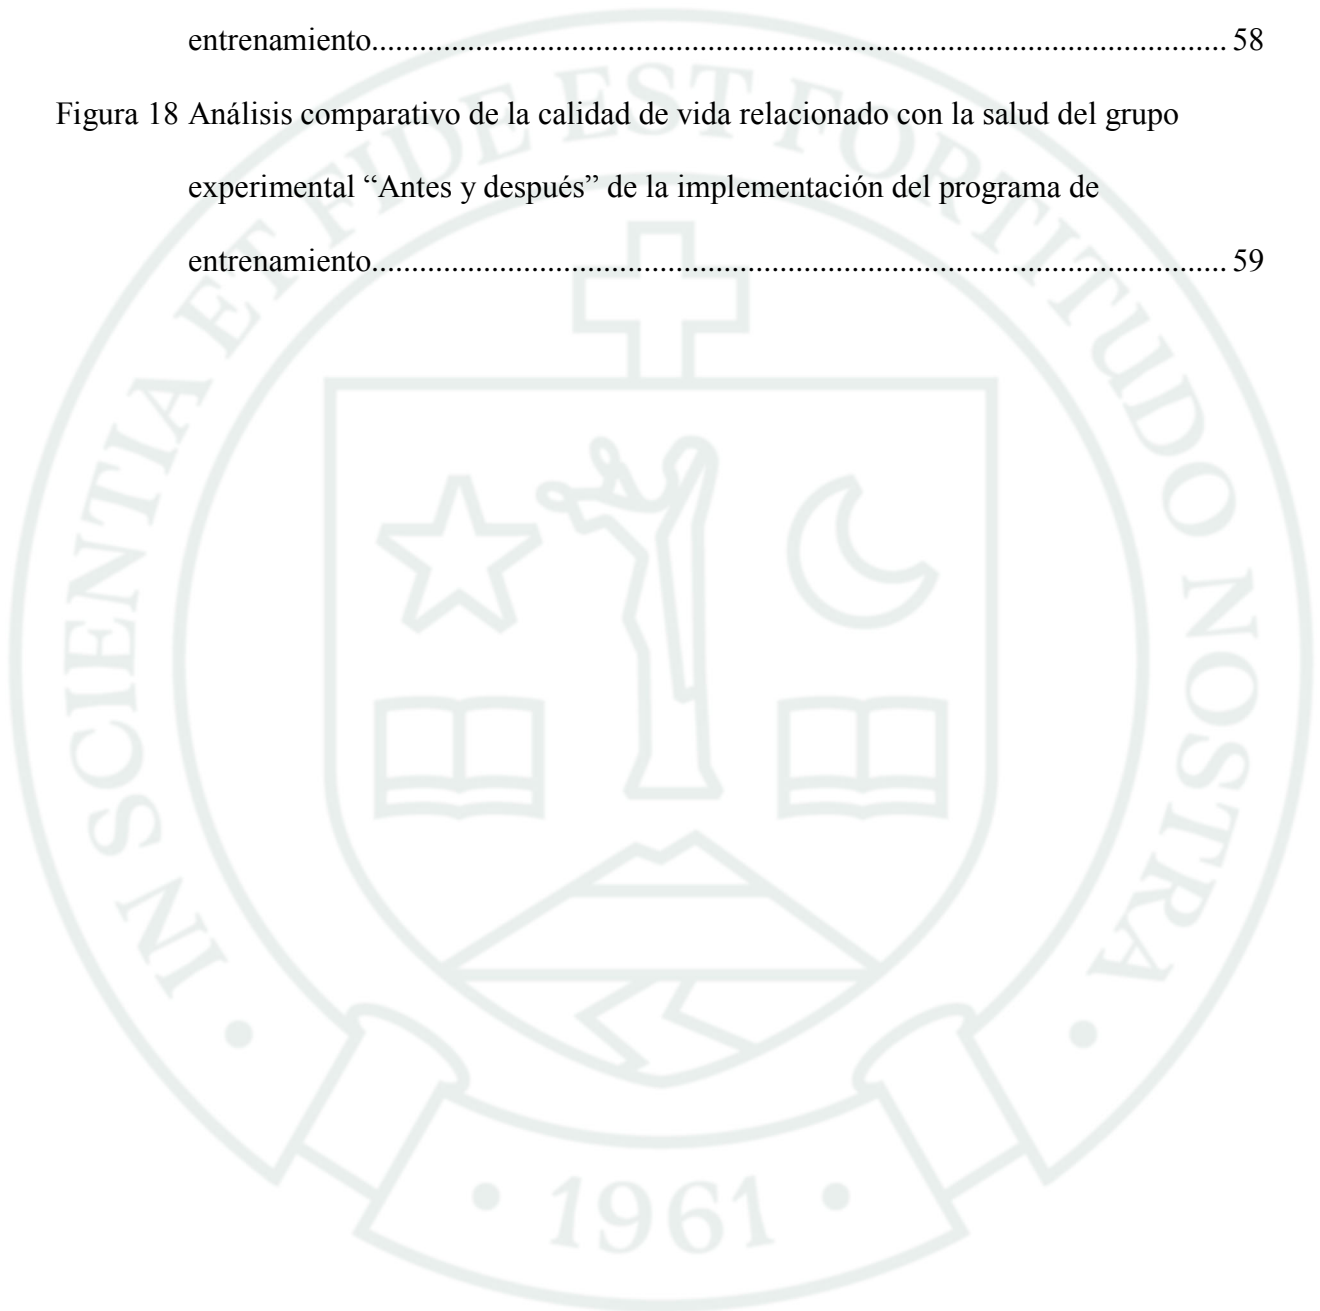 entrenamiento........................................................................................................... 58
Figura 18 Análisis comparativo de la calidad de vida relacionado con la salud del grupo
experimental “Antes y después” de la implementación del programa de
entrenamiento........................................................................................................... 59
IN SCIENTIA ET FIDE EST FORTITUDO NOSTRA
• 1961 •